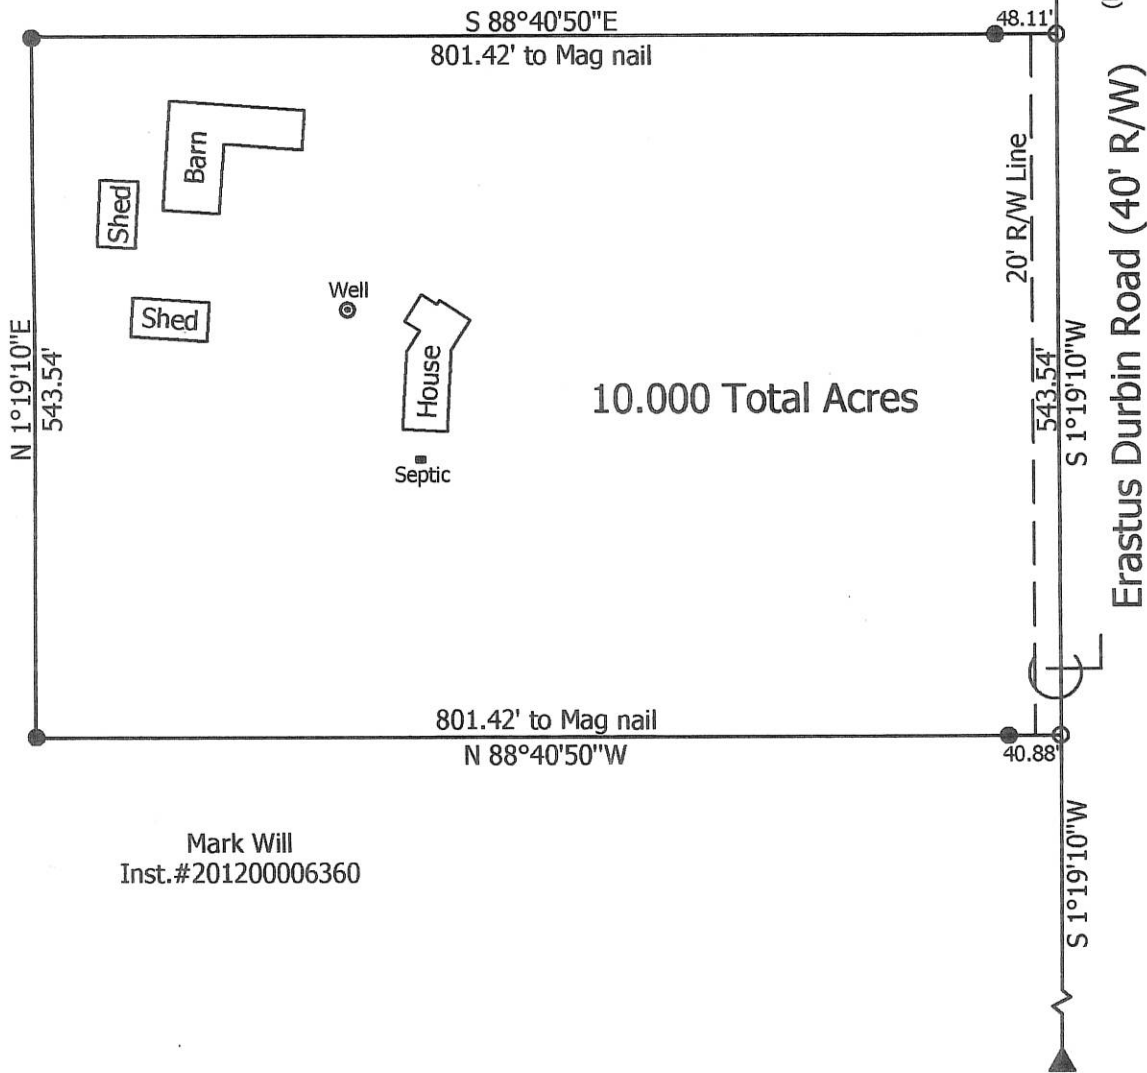 S 88°40'50"E
801.42' to Mag nail
48.11'
Barn
Shed
Shed
Well
House
Septic
10.000 Total Acres
20' R/W Line
N 1°19'10"E
543.54'
543.54'
S 1°19'10"W
Erastus Durbin Road (40' R/W)
801.42' to Mag nail
N 88°40'50"W
40.88'
Mark Will
Inst.#201200006360
S 1°19'10"W